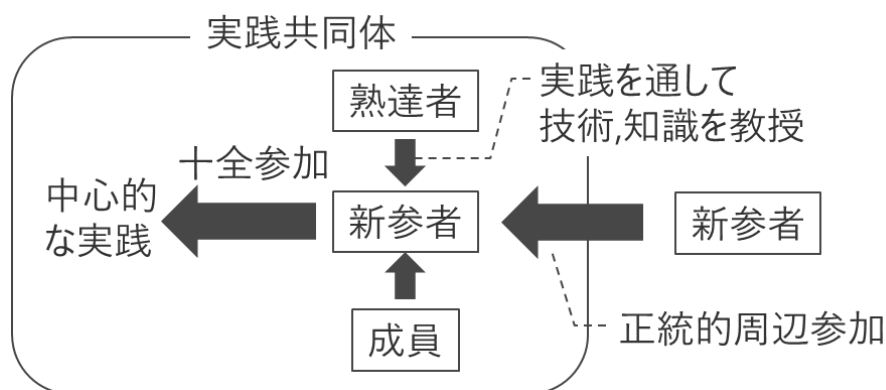 実践共同体
熟達者
実践を通して
技術,知識を教授
十全参加
中心的
な実践
新参者
新参者
成員
正統的周辺参加